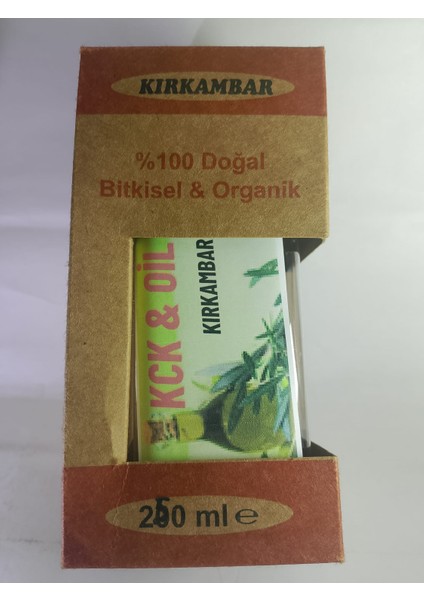 KIRKAMBAR
%100 Doğal
Bitkisel & Organik
KCK & OİL
KIRKAMBAR
250 ml e